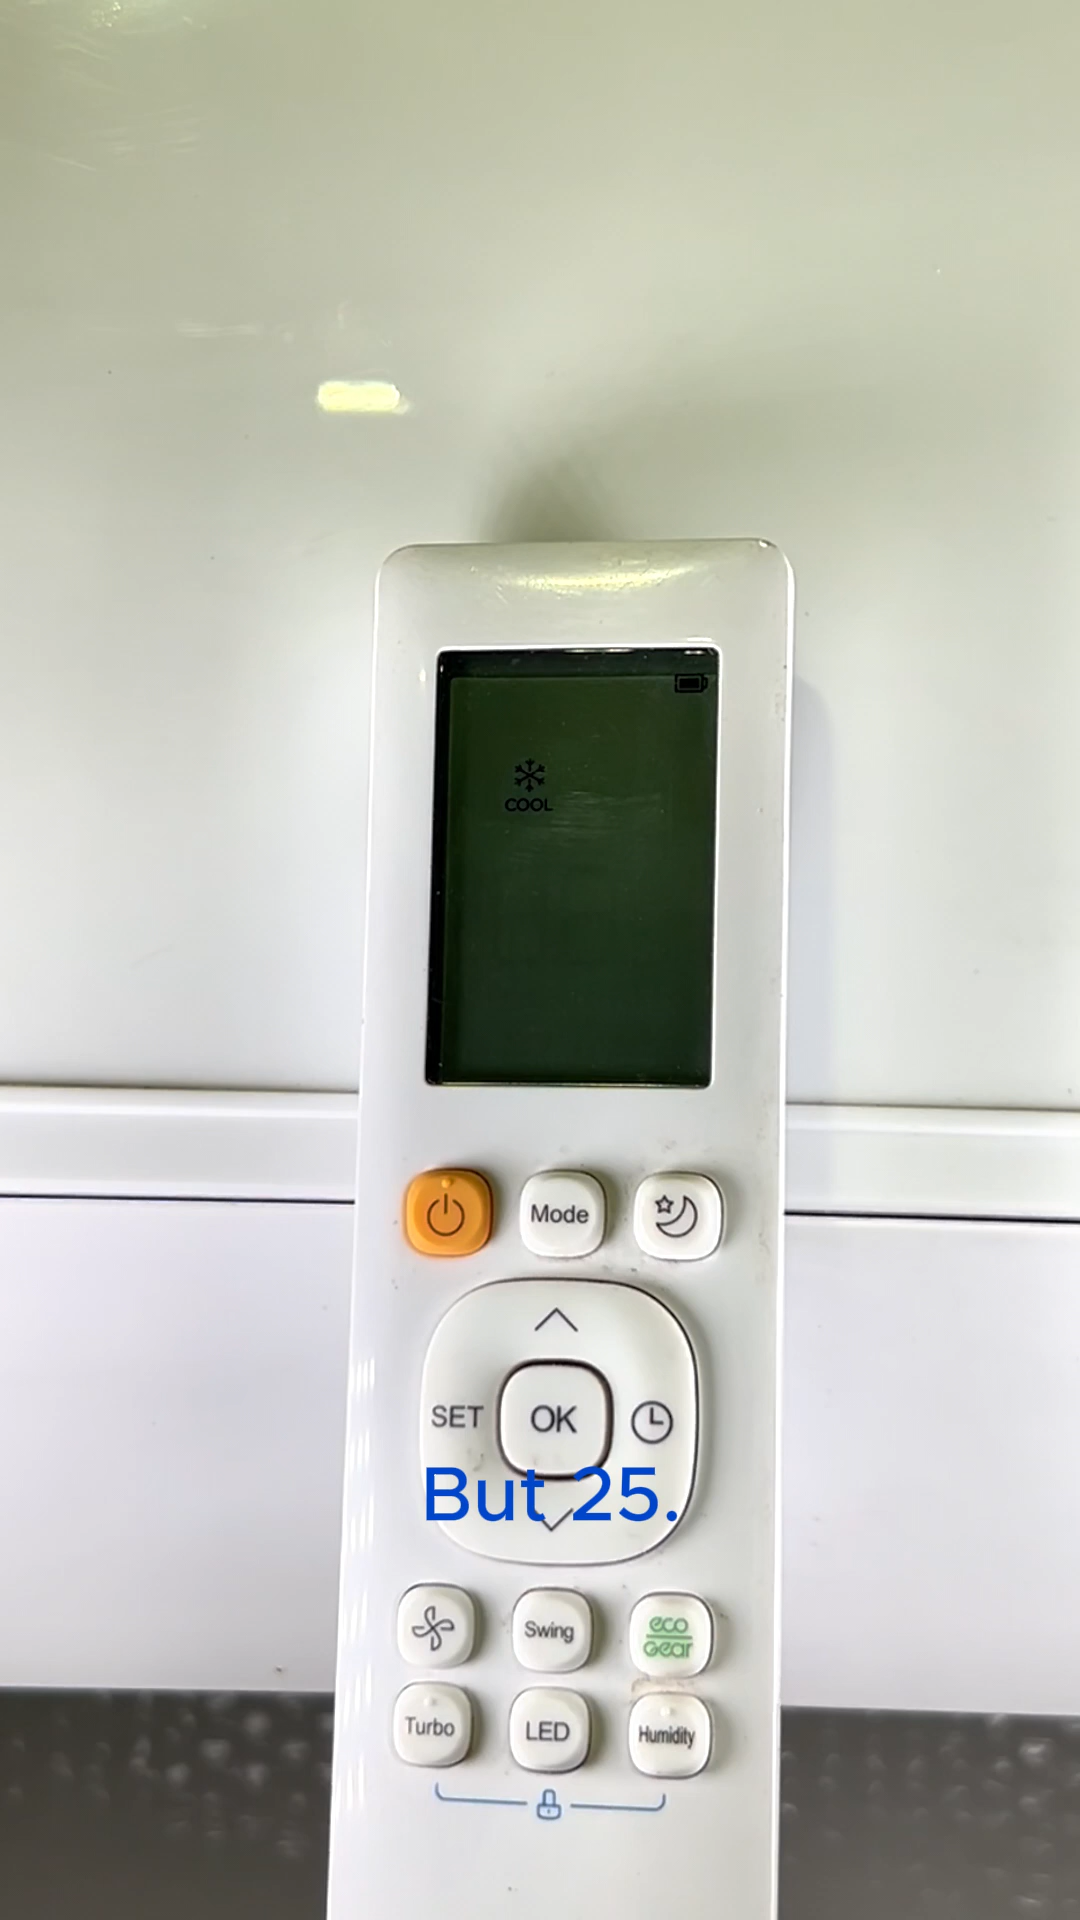 COOL
Mode
SET OK
But 25.
Swing eco
Gear
Turbo LED Humidity